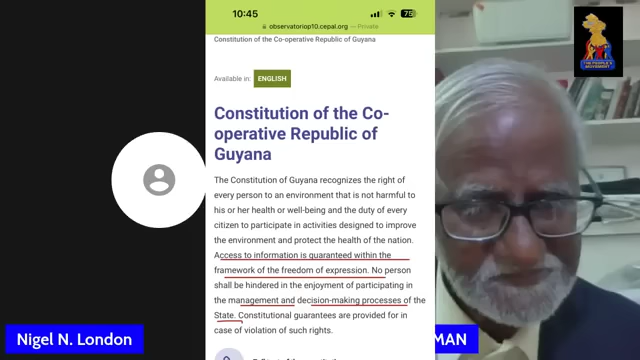 10:45
75
observatoriop10.cepal.org — Private
Constitution of the Co-operative Republic of Guyana
Available in: ENGLISH
Constitution of the Co-
operative Republic of
Guyana
The Constitution of Guyana recognizes the right of
every person to an environment that is not harmful to
his or her health or well-being and the duty of every
citizen to participate in activities designed to improve
the environment and protect the health of the nation.
Access to information is guaranteed within the
framework of the freedom of expression. No person
shall be hindered in the enjoyment of participating in
the management and decision-making processes of the
State. Constitutional guarantees are provided for in
case of violation of such rights.
Nigel N. London
MAN
THE PEOPLE'S
MOVEMENT